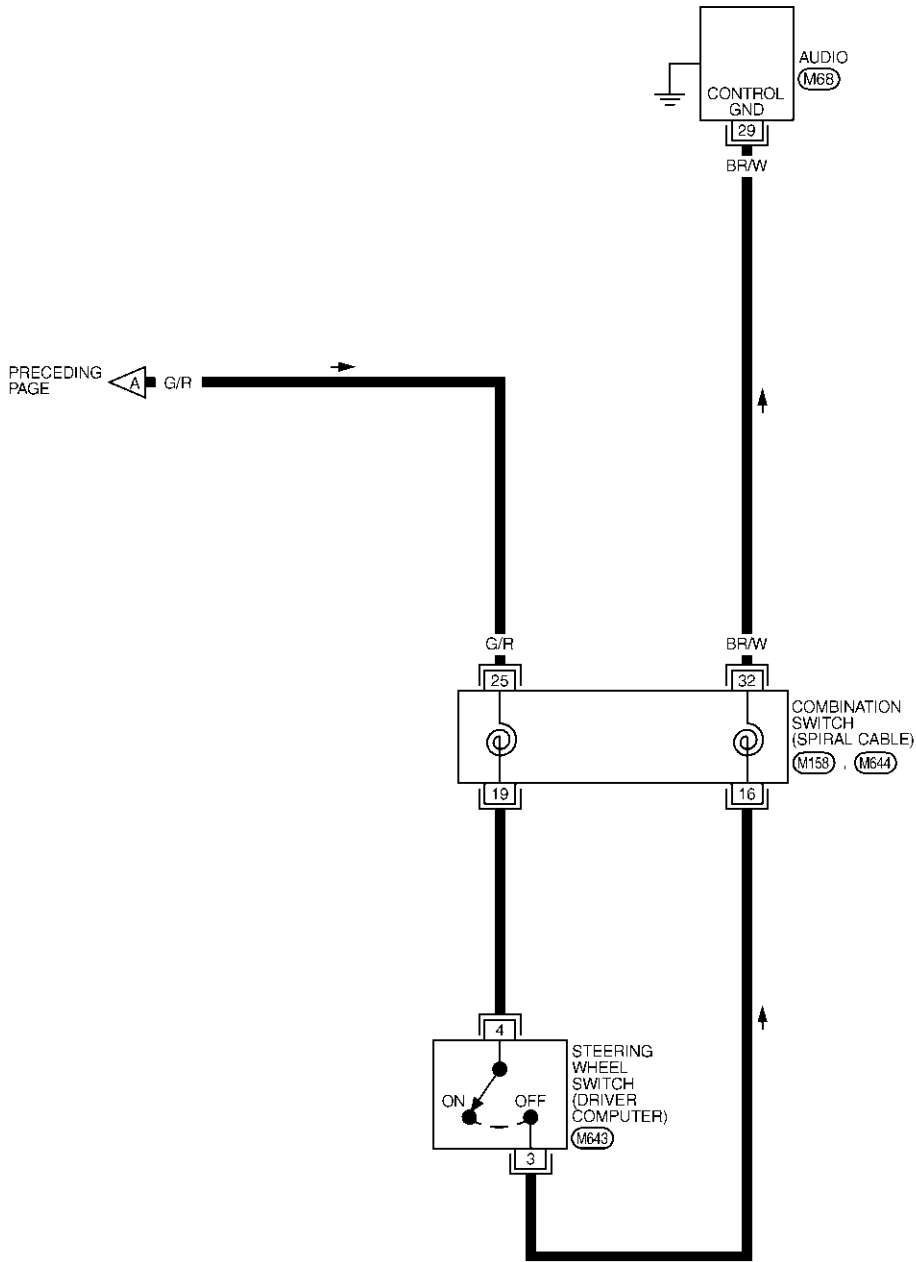 AUDIO
M68
CONTROL
GND
29
BR/W
PRECEDING
PAGE
A
G/R
G/R
BR/W
25
32
COMBINATION
SWITCH
(SPIRAL CABLE)
M158 , M644
19
16
4
STEERING
WHEEL
SWITCH
(DRIVER
COMPUTER)
M643
ON
OFF
3